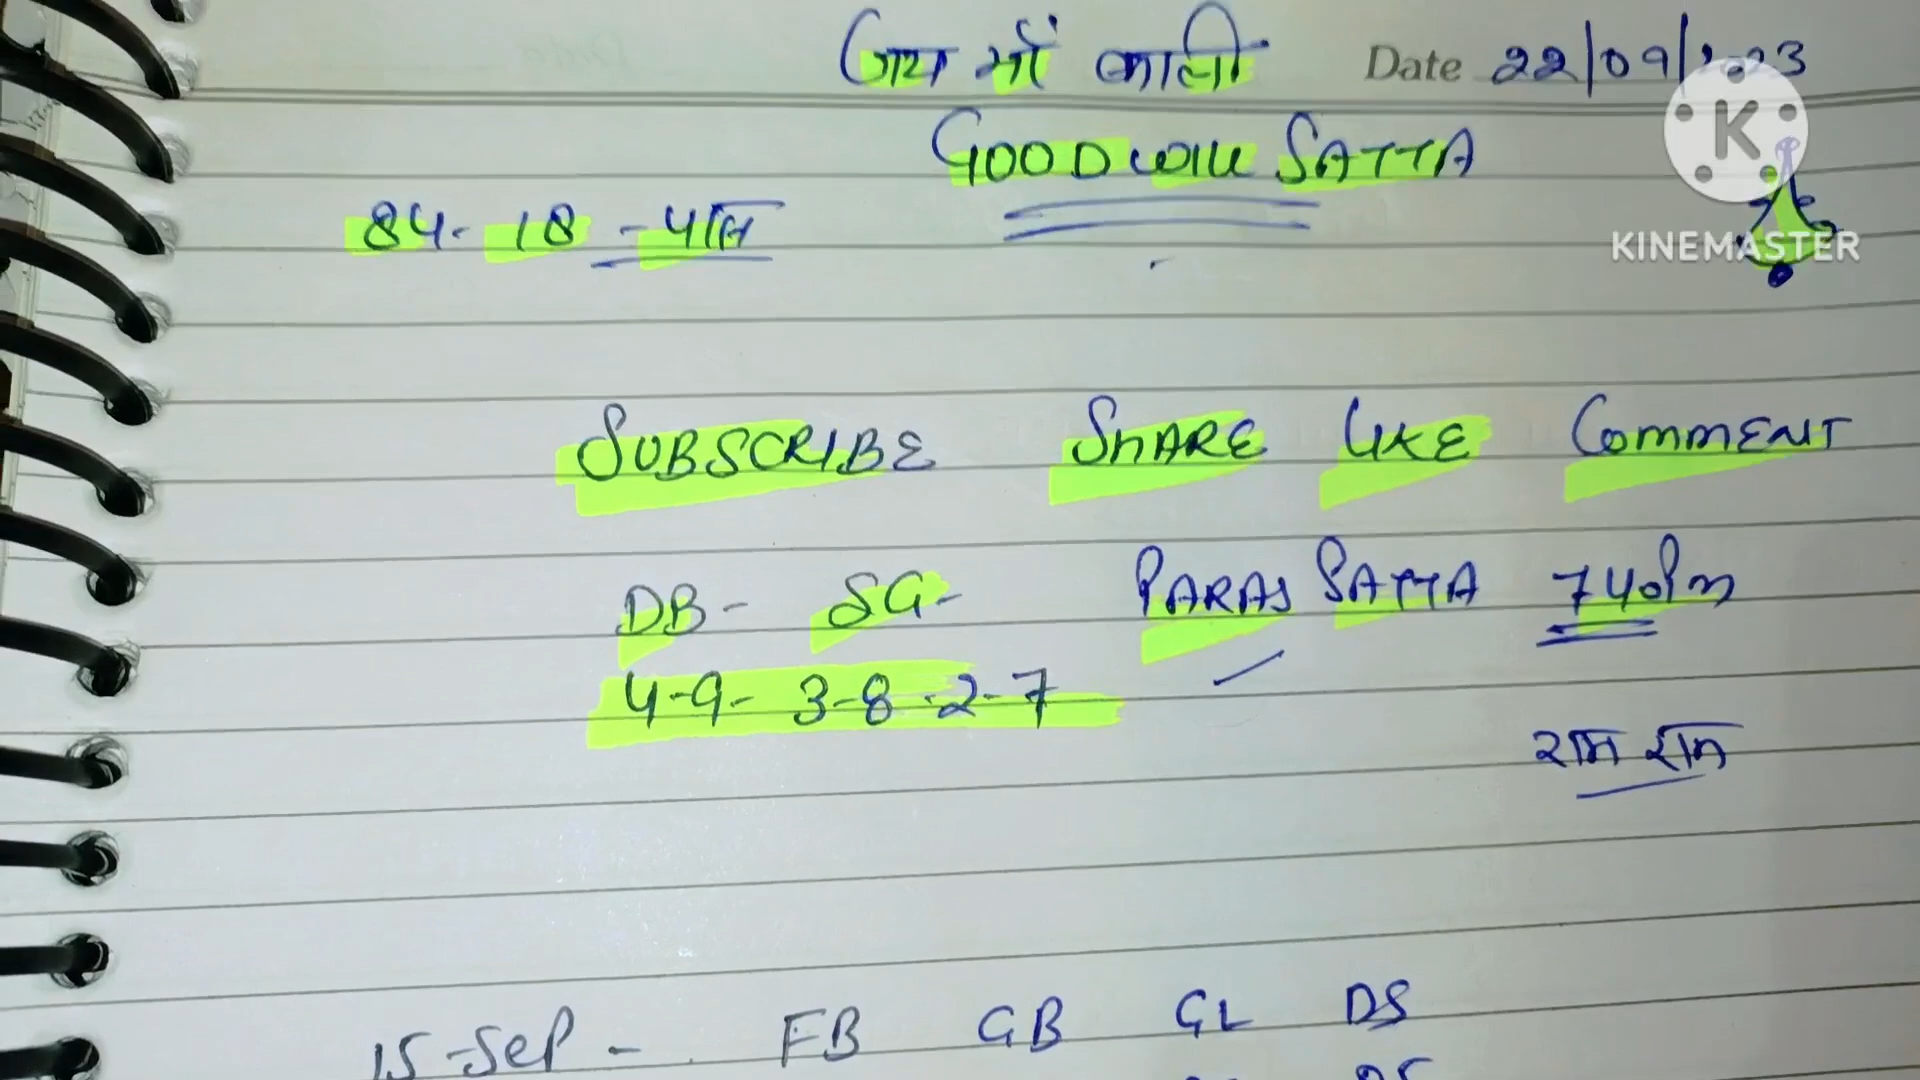 जय माँ काली Date 22/09/2023
GOODWILL SATTA
84- 18 -पास
KINEMASTER
SUBSCRIBE SHARE LIKE COMMENT
DB- SG- PARAS SATTA
4-9- 3-8-2-7
राम राम
15-Sep - FB GB GL DS